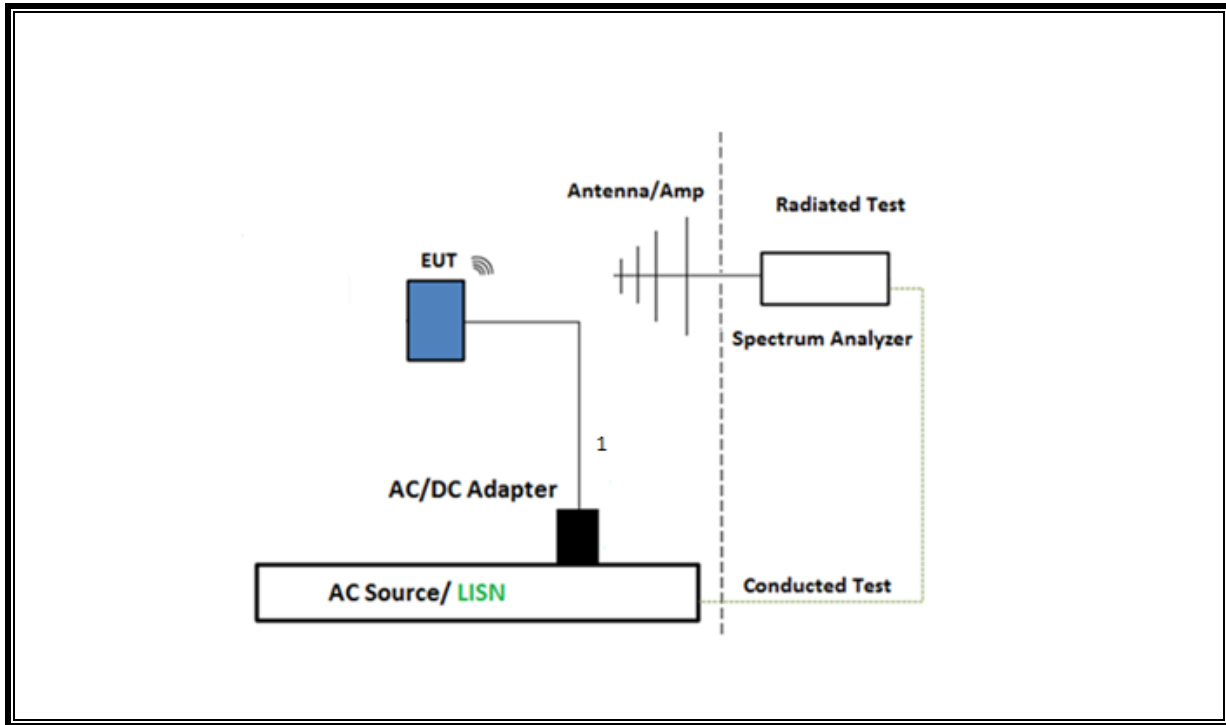 Antenna/Amp
Radiated Test
EUT
Spectrum Analyzer
1
AC/DC Adapter
AC Source/ LISN
Conducted Test